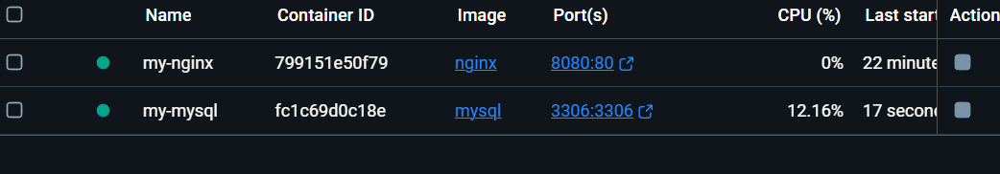 Name Container ID Image Port(s) CPU (%) Last start Action
my-nginx 799151e50f79 nginx 8080:80 0% 22 minute
my-mysql fc1c69d0c18e mysql 3306:3306 12.16% 17 second